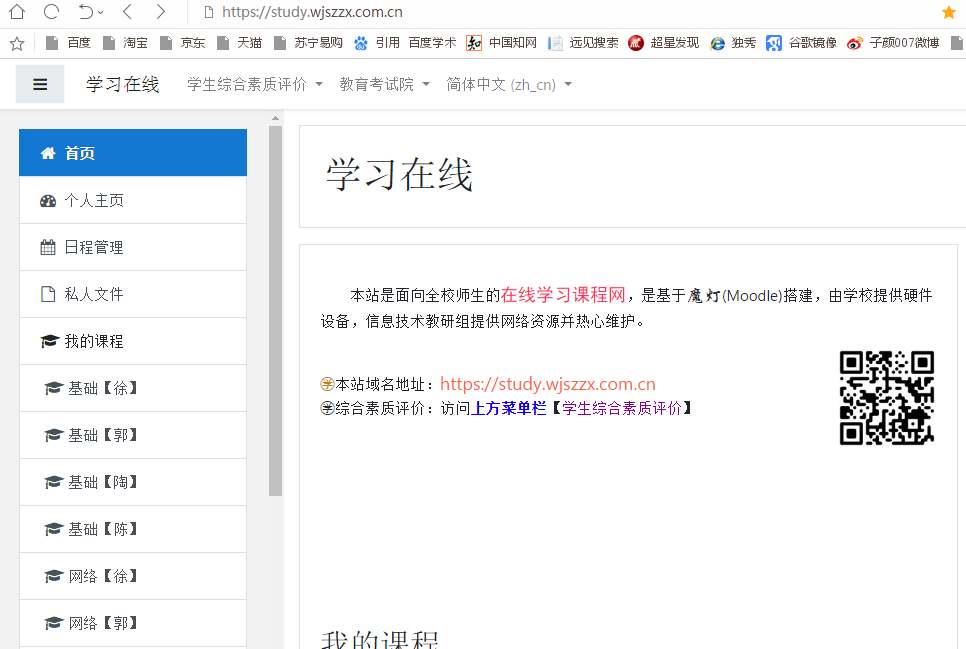 https://study.wjszzx.com.cn
百度 淘宝 京东 天猫 苏宁易购 引用 百度学术 中国知网 远见搜索 超星发现 独秀 谷歌镜像 子颜007微博
学习在线 学生综合素质评价 教育考试院 简体中文 (zh_cn)
首页
个人主页
日程管理
私人文件
我的课程
基础【徐】
基础【郭】
基础【陶】
基础【陈】
网络【徐】
网络【郭】
学习在线
本站是面向全校师生的在线学习课程网，是基于魔灯(Moodle)搭建，由学校提供硬件
设备，信息技术教研组提供网络资源并热心维护。
本站域名地址：https://study.wjszzx.com.cn
综合素质评价：访问上方菜单栏【学生综合素质评价】
我的课程